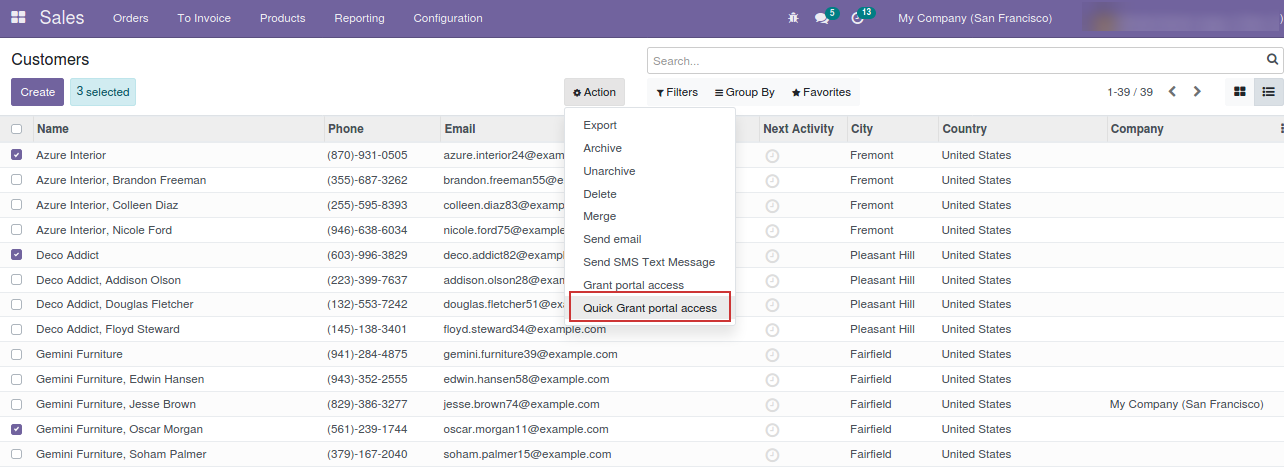 Sales Orders To Invoice Products Reporting Configuration 5 13 My Company (San Francisco) )
Customers
Search...
Create 3 selected Action Filters Group By Favorites 1-39 / 39
Name Phone Email Next Activity City Country Company
Azure Interior (870)-931-0505 azure.interior24@exam Fremont United States
Azure Interior, Brandon Freeman (355)-687-3262 brandon.freeman55@e Fremont United States
Azure Interior, Colleen Diaz (255)-595-8393 colleen.diaz83@examp Fremont United States
Azure Interior, Nicole Ford (946)-638-6034 nicole.ford75@example Fremont United States
Deco Addict (603)-996-3829 deco.addict82@examp Pleasant Hill United States
Deco Addict, Addison Olson (223)-399-7637 addison.olson28@exam Pleasant Hill United States
Deco Addict, Douglas Fletcher (132)-553-7242 douglas.fletcher51@exa Pleasant Hill United States
Deco Addict, Floyd Steward (145)-138-3401 floyd.steward34@example.com Pleasant Hill United States
Gemini Furniture (941)-284-4875 gemini.furniture39@example.com Fairfield United States
Gemini Furniture, Edwin Hansen (943)-352-2555 edwin.hansen58@example.com Fairfield United States
Gemini Furniture, Jesse Brown (829)-386-3277 jesse.brown74@example.com Fairfield United States My Company (San Francisco)
Gemini Furniture, Oscar Morgan (561)-239-1744 oscar.morgan11@example.com Fairfield United States
Gemini Furniture, Soham Palmer (379)-167-2040 soham.palmer15@example.com Fairfield United States
Export
Archive
Unarchive
Delete
Merge
Send email
Send SMS Text Message
Grant portal access
Quick Grant portal access